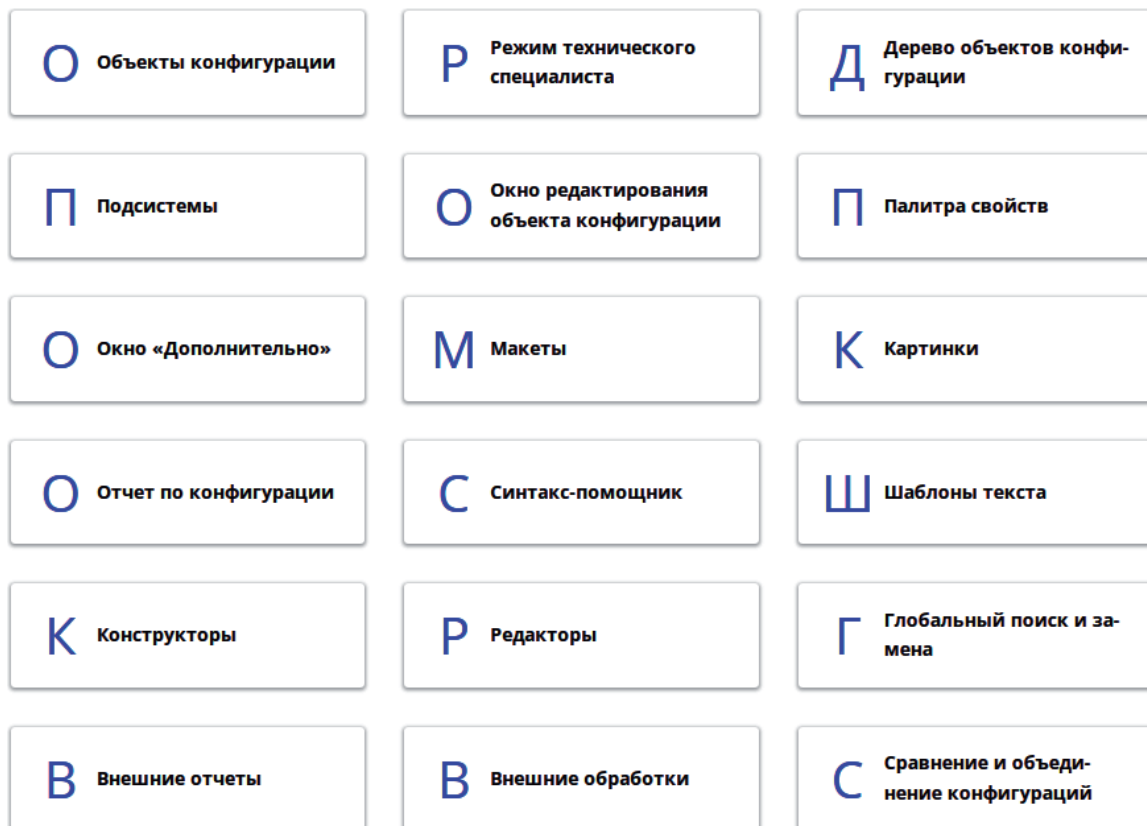 О
Объекты конфигурации
Р
Режим технического
специалиста
Д
Дерево объектов конфи-
гурации
П
Подсистемы
О
Окно редактирования
объекта конфигурации
П
Палитра свойств
О
Окно «Дополнительно»
М
Макеты
К
Картинки
О
Отчет по конфигурации
С
Синтакс-помощник
Ш
Шаблоны текста
К
Конструкторы
Р
Редакторы
Г
Глобальный поиск и за-
мена
В
Внешние отчеты
В
Внешние обработки
С
Сравнение и объеди-
нение конфигураций